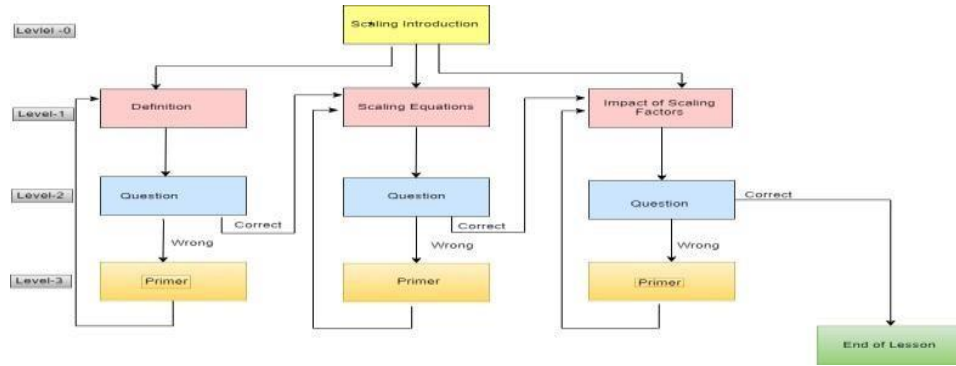 Scaling Introduction
Levlel -0
Definition
Scaling Equations
Impact of Scaling
Factors
Level-1
Question
Question
Question
Level-2
Correct
Correct
Correct
Wrong
Wrong
Wrong
Level-3
Primer
Primer
Primer
End of Lesson